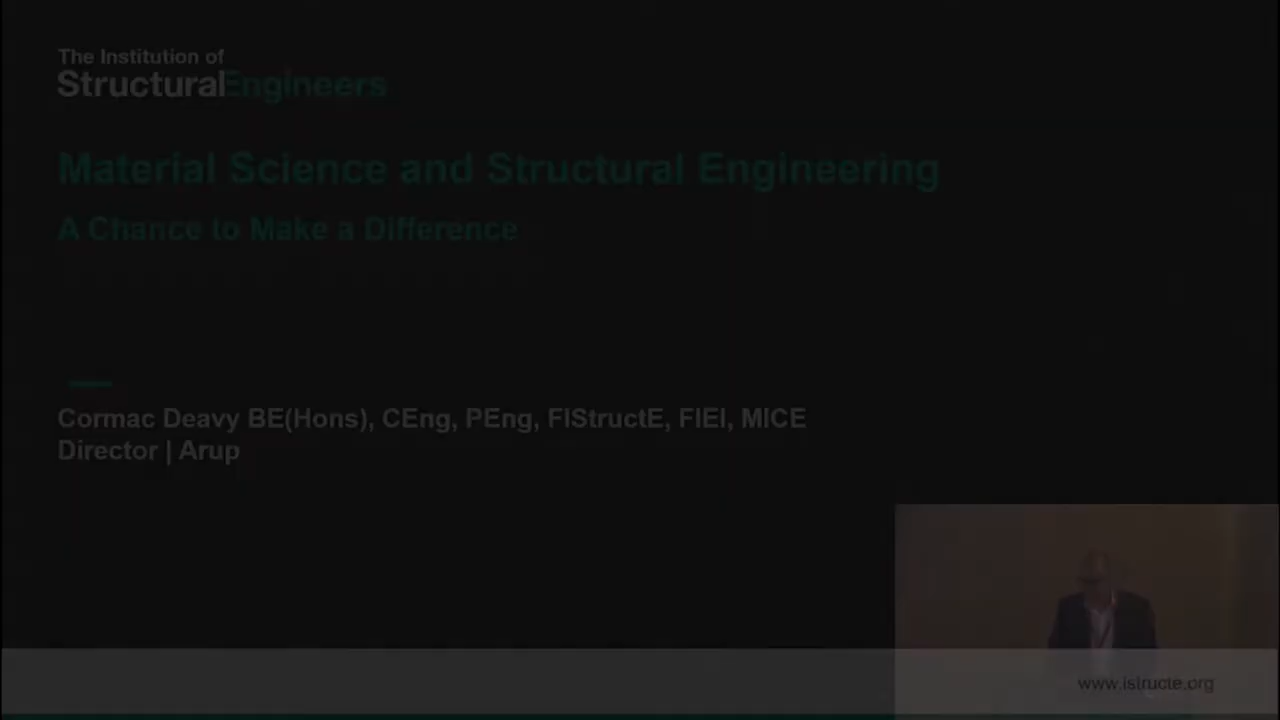 The Institution of
StructuralEngineers
Material Science and Structural Engineering
A Chance to Make a Difference
Cormac Deavy BE(Hons), CEng, PEng, FIStructE, FIEI, MICE
Director | Arup
www.istructe.org